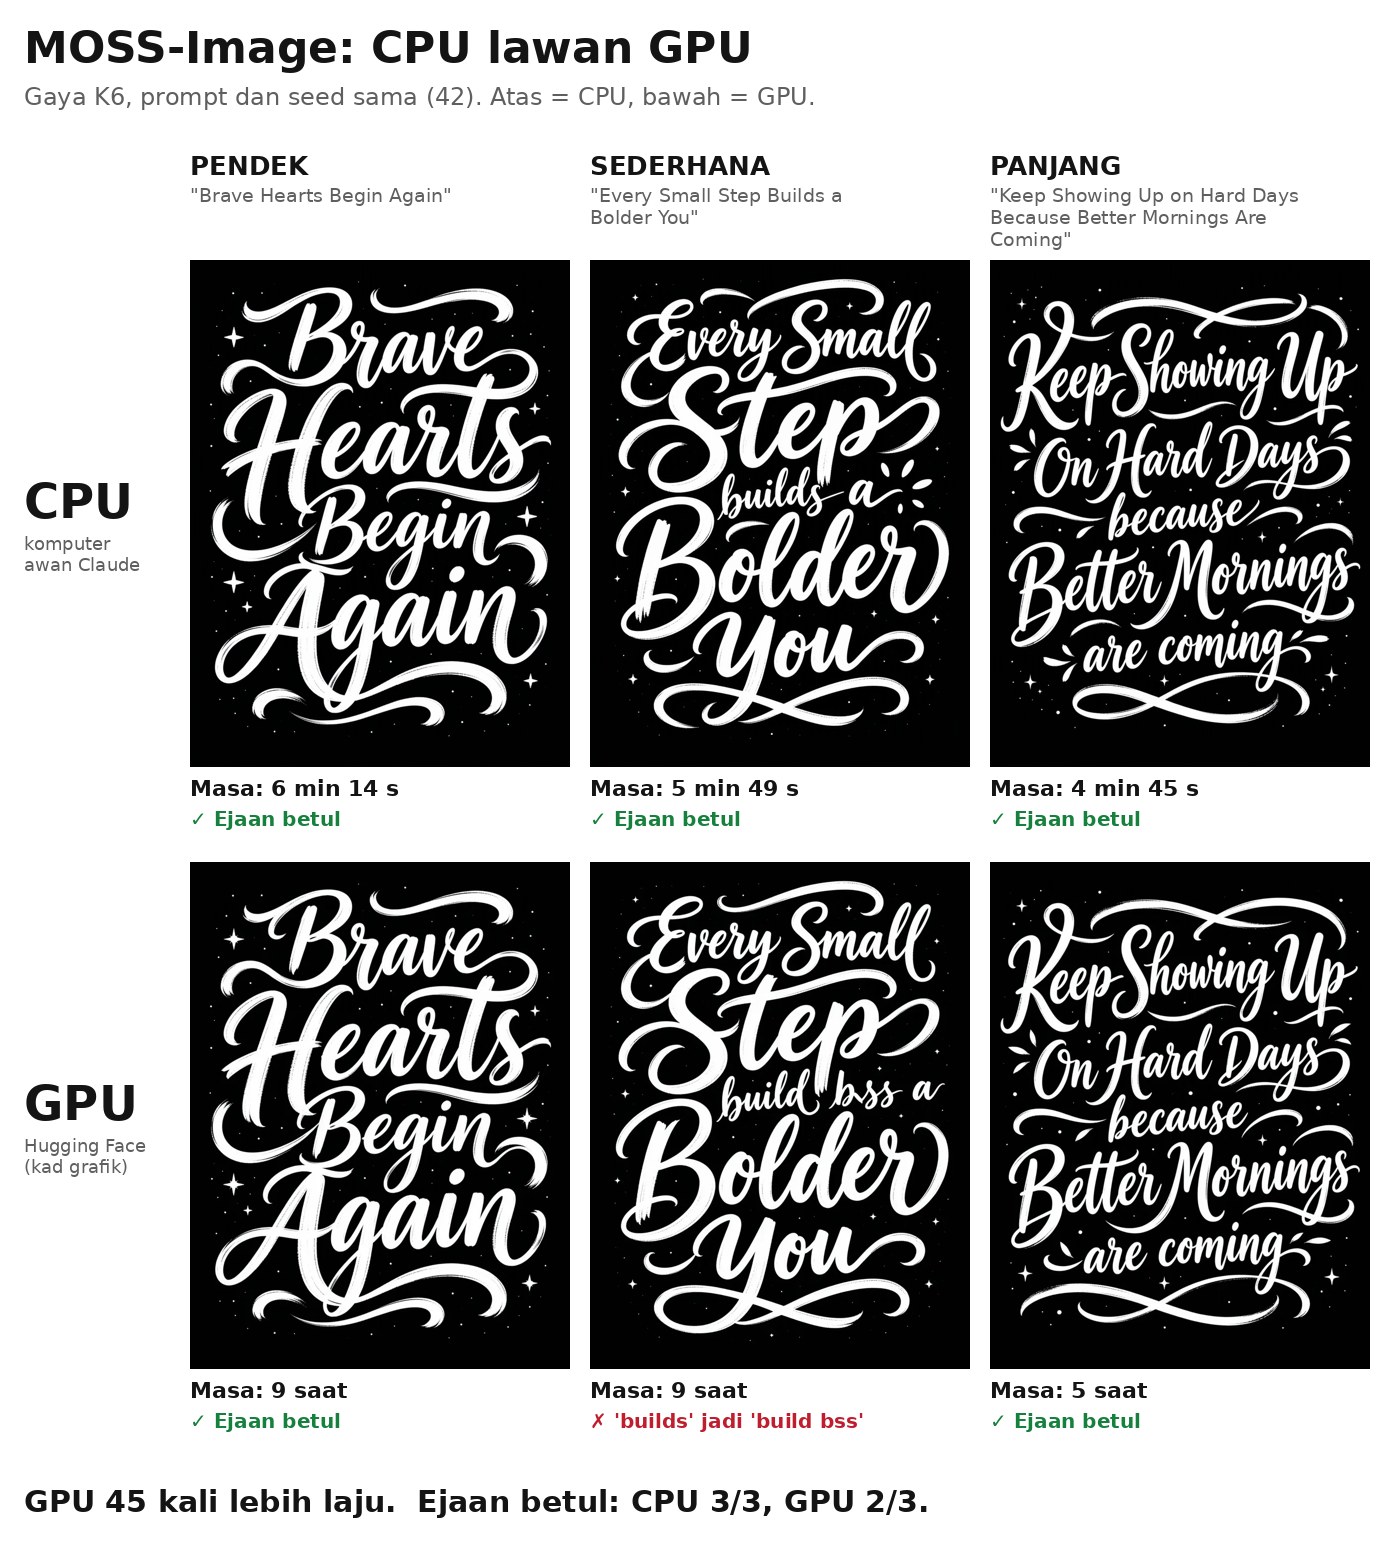 MOSS-Image: CPU lawan GPU
Gaya K6, prompt dan seed sama (42). Atas = CPU, bawah = GPU.
PENDEK
"Brave Hearts Begin Again"
SEDERHANA
"Every Small Step Builds a
Bolder You"
PANJANG
"Keep Showing Up on Hard Days
Because Better Mornings Are
Coming"
CPU
komputer
awan Claude
Brave
Hearts
Begin
Again
Every Small
Step
builds a
Bolder
You
Keep Showing Up
On Hard Days
because
Better Mornings
are coming
Masa: 6 min 14 s
✓ Ejaan betul
Masa: 5 min 49 s
✓ Ejaan betul
Masa: 4 min 45 s
✓ Ejaan betul
GPU
Hugging Face
(kad grafik)
Brave
Hearts
Begin
Again
Every Small
Step
build bss a
Bolder
You
Keep Showing Up
On Hard Days
because
Better Mornings
are coming
Masa: 9 saat
✓ Ejaan betul
Masa: 9 saat
✗ 'builds' jadi 'build bss'
Masa: 5 saat
✓ Ejaan betul
GPU 45 kali lebih laju.  Ejaan betul: CPU 3/3, GPU 2/3.